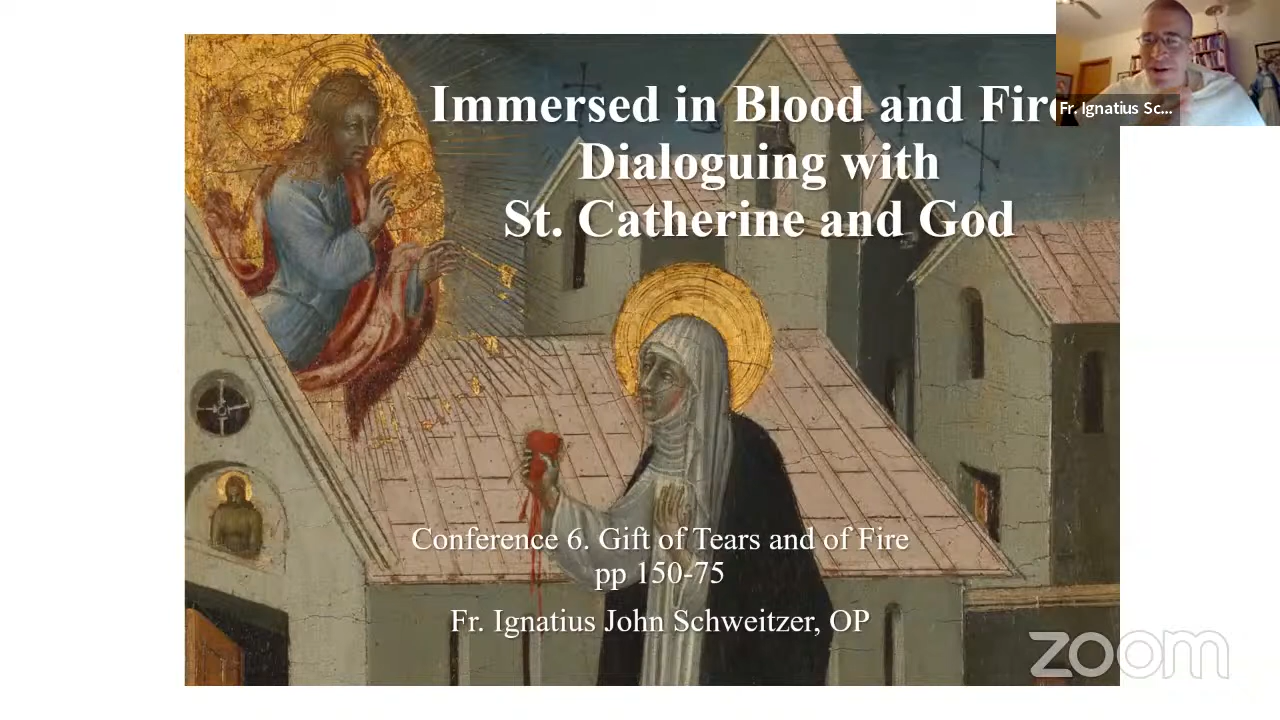 Immersed in Blood and Fire
Dialoguing with
St. Catherine and God
Fr. Ignatius Sc...
Conference 6. Gift of Tears and of Fire
pp 150-75
Fr. Ignatius John Schweitzer, OP
zoom